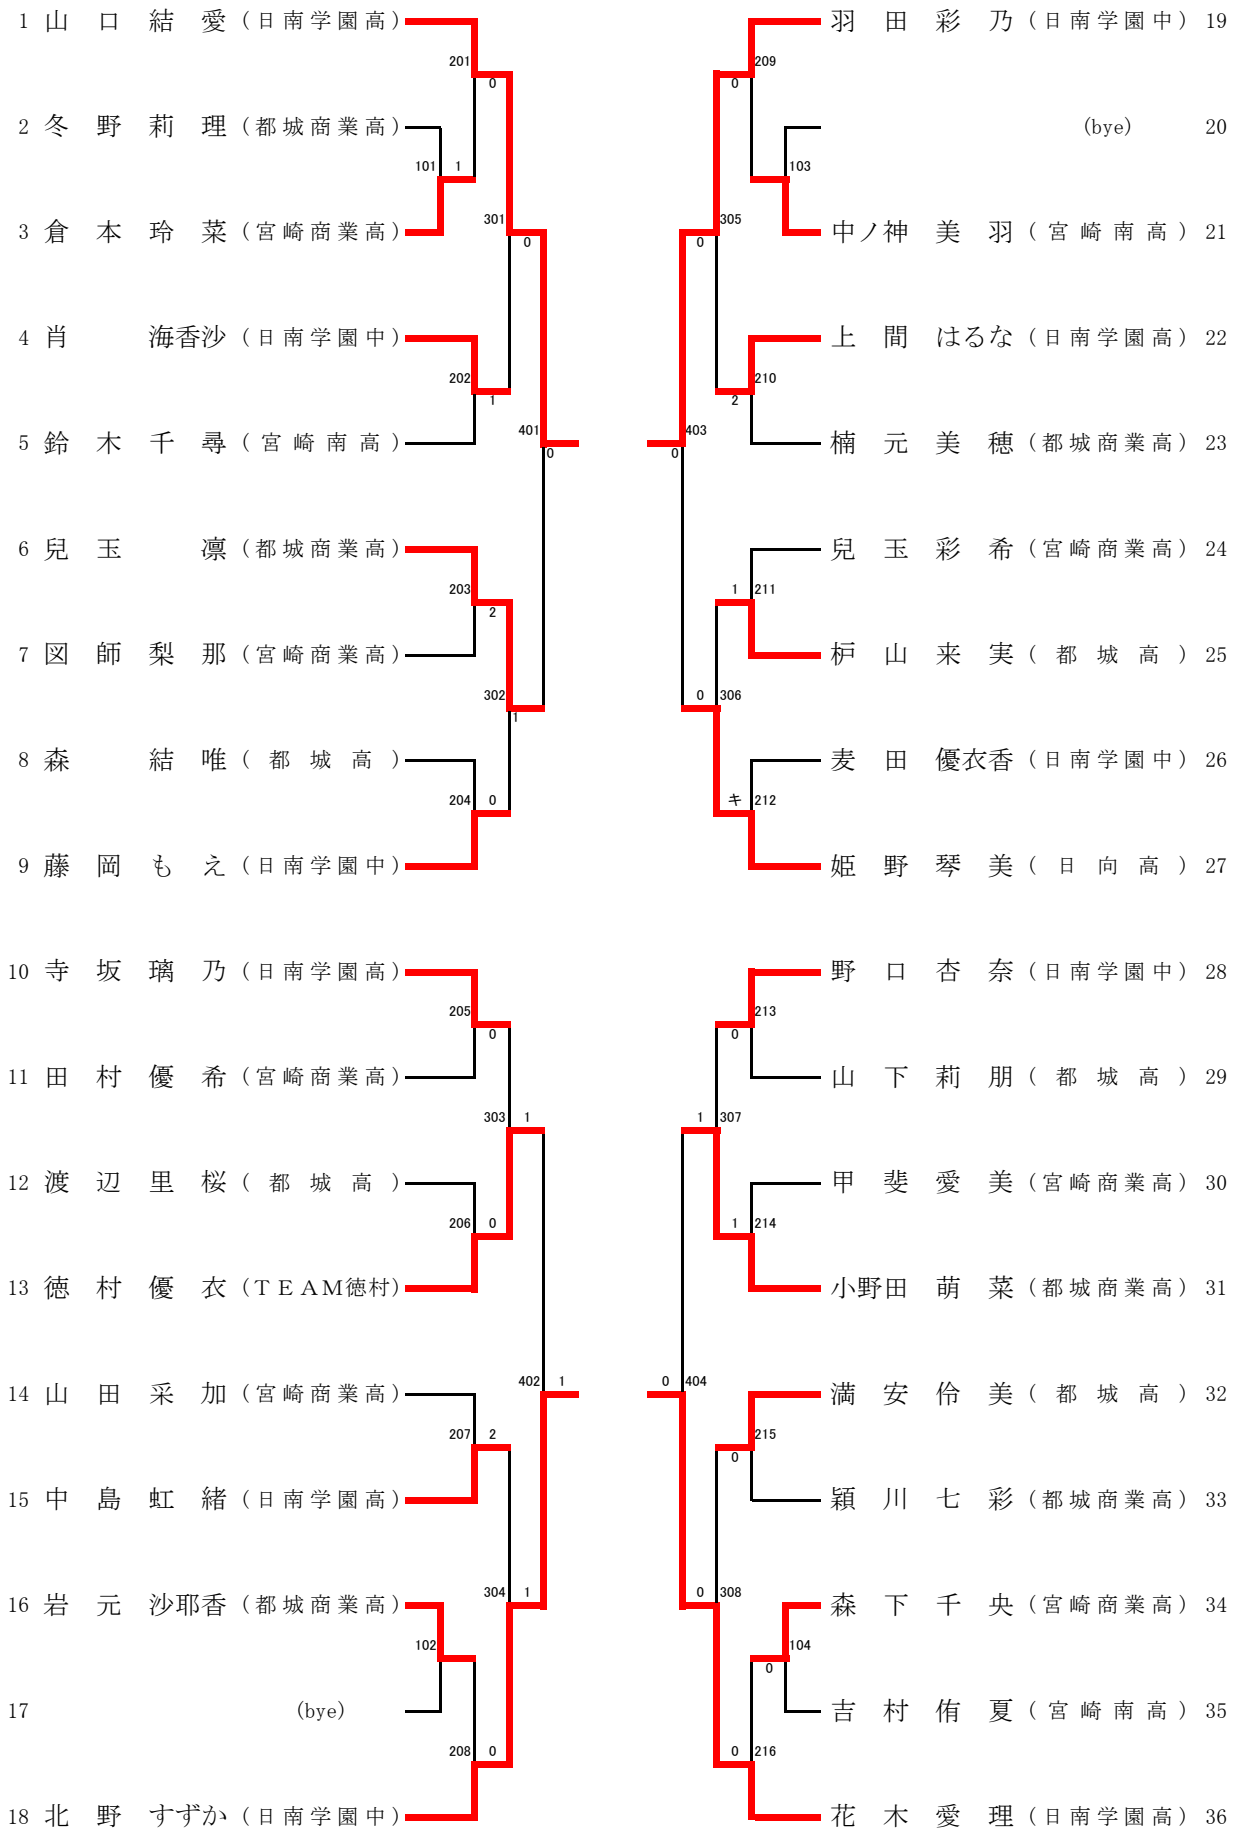 1 山口結愛 (日南学園高)
201
0
2 冬野莉理 (都城商業高)
101 1
3 倉本玲菜 (宮崎商業高)
301
0
4 肖 海香沙 (日南学園中)
202
1
5 鈴木千尋 (宮崎南高)
401
0
6 兒玉 凛 (都城商業高)
203
2
7 図師梨那 (宮崎商業高)
302
1
8 森 結唯 (都城高)
204 0
9 藤岡もえ (日南学園中)
10 寺坂璃乃 (日南学園高)
205
0
11 田村優希 (宮崎商業高)
303 1
12 渡辺里桜 (都城高)
206 0
13 徳村優衣 (TEAM徳村)
402 1
14 山田采加 (宮崎商業高)
207 2
15 中島虹緒 (日南学園高)
304 1
16 岩元沙耶香 (都城商業高)
102
17 (bye)
208 0
18 北野すずか (日南学園中)
羽田彩乃 (日南学園中) 19
209
0
(bye) 20
103
305
0
中ノ神美羽 (宮崎南高) 21
上間はるな (日南学園高) 22
210
2
403
0
楠元美穂 (都城商業高) 23
兒玉彩希 (宮崎商業高) 24
1 211
枦山来実 (都城高) 25
0 306
麦田優衣香 (日南学園中) 26
キ 212
姫野琴美 (日向高) 27
野口杏奈 (日南学園中) 28
213
0
山下莉朋 (都城高) 29
1 307
甲斐愛美 (宮崎商業高) 30
1 214
小野田萌菜 (都城商業高) 31
0 404
満安伶美 (都城高) 32
215
0
穎川七彩 (都城商業高) 33
0 308
森下千央 (宮崎商業高) 34
104
0
吉村侑夏 (宮崎南高) 35
0 216
花木愛理 (日南学園高) 36